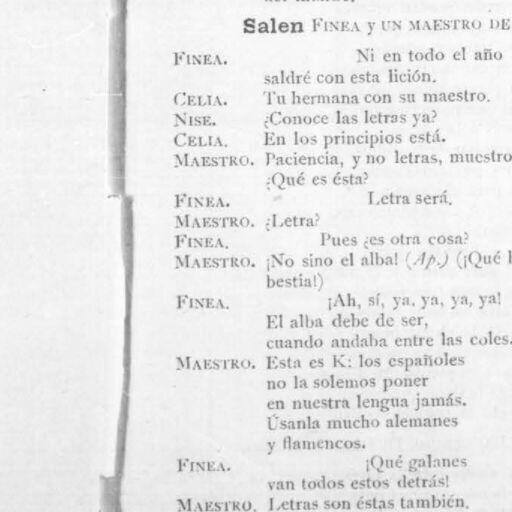 Salen FINEA y UN MAESTRO DE
FINEA. Ni en todo el año
saldré con esta lición.
CELIA. Tu hermana con su maestro.
NISE. ¿Conoce las letras ya?
CELIA. En los principios está.
MAESTRO. Paciencia, y no letras, muestro
¿Qué es ésta?
FINEA. Letra será.
MAESTRO. ¿Letra?
FINEA. Pues ¿es otra cosa?
MAESTRO. ¡No sino el alba! (Ap.) (¡Qué
bestia!)
FINEA. ¡Ah, sí, ya, ya, ya, ya!
El alba debe de ser,
cuando andaba entre las coles.
MAESTRO. Esta es K: los españoles
no la solemos poner
en nuestra lengua jamás.
Úsanla mucho alemanes
y flamencos.
FINEA. ¡Qué galanes
van todos estos detrás!
MAESTRO. Letras son éstas también.